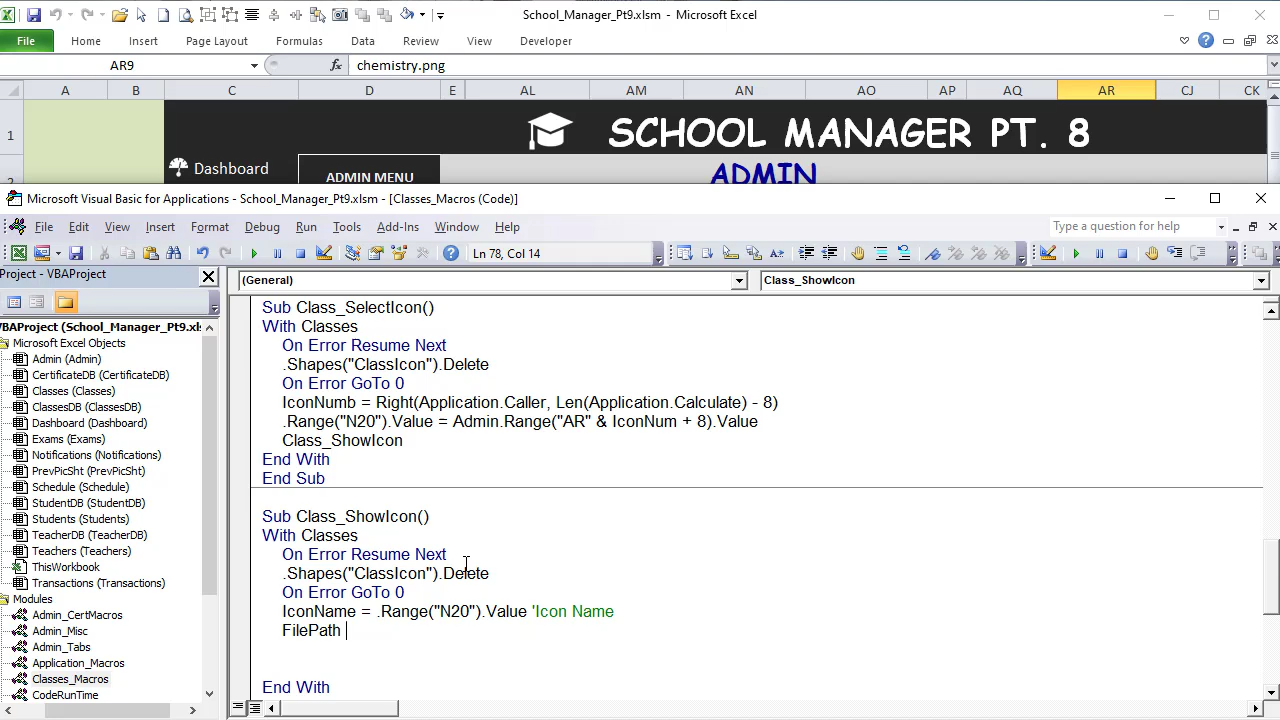 School_Manager_Pt9.xlsm - Microsoft Excel
File Home Insert Page Layout Formulas Data Review View Developer
AR9 fx chemistry.png
A B C D E AL AM AN AO AP AQ AR CJ CK
1 SCHOOL MANAGER PT. 8
Dashboard ADMIN MENU ADMIN
2
Microsoft Visual Basic for Applications - School_Manager_Pt9.xlsm - [Classes_Macros (Code)]
File Edit View Insert Format Debug Run Tools Add-Ins Window Help Type a question for help
Ln 78, Col 14
Project - VBAProject
(General) Class_ShowIcon
VBAProject (School_Manager_Pt9.xls
Microsoft Excel Objects
Admin (Admin)
CertificateDB (CertificateDB)
Classes (Classes)
ClassesDB (ClassesDB)
Dashboard (Dashboard)
Exams (Exams)
Notifications (Notifications)
PrevPicSht (PrevPicSht)
Schedule (Schedule)
StudentDB (StudentDB)
Students (Students)
TeacherDB (TeacherDB)
Teachers (Teachers)
ThisWorkbook
Transactions (Transactions)
Modules
Admin_CertMacros
Admin_Misc
Admin_Tabs
Application_Macros
Classes_Macros
CodeRunTime
Sub Class_SelectIcon()
With Classes
On Error Resume Next
.Shapes("ClassIcon").Delete
On Error GoTo 0
IconNumb = Right(Application.Caller, Len(Application.Calculate) - 8)
.Range("N20").Value = Admin.Range("AR" & IconNum + 8).Value
Class_ShowIcon
End With
End Sub
Sub Class_ShowIcon()
With Classes
On Error Resume Next
.Shapes("ClassIcon").Delete
On Error GoTo 0
IconName = .Range("N20").Value 'Icon Name
FilePath
End With